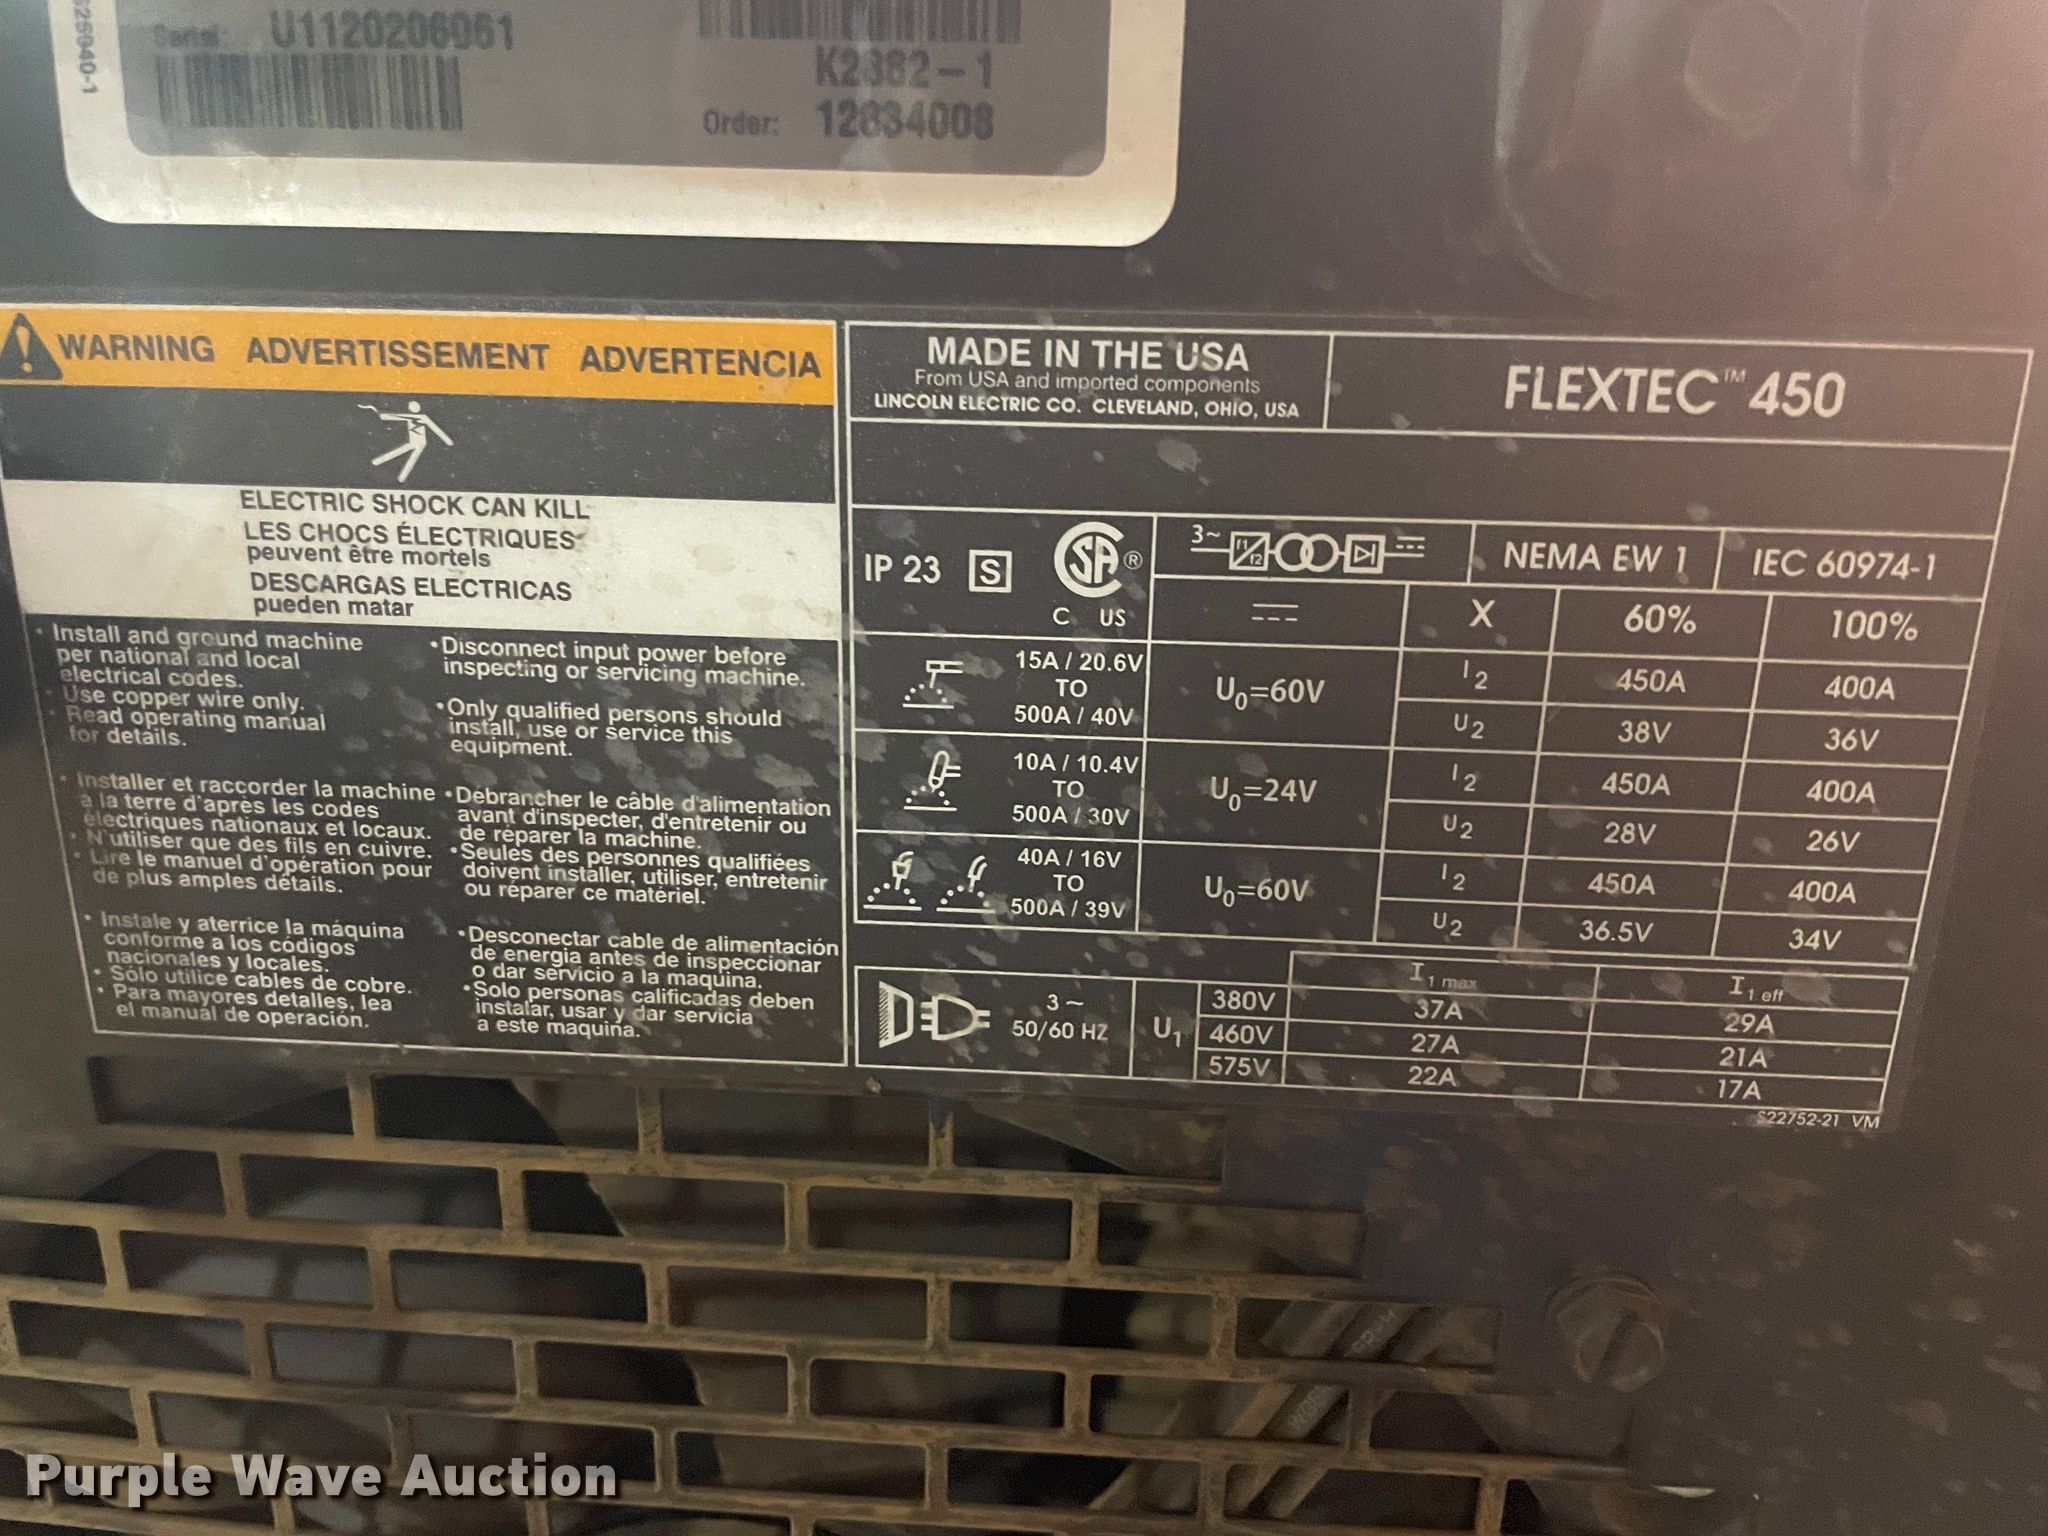 S29940-1
Serial: U1120206061
K2382-1
Order: 12834008
WARNING ADVERTISSEMENT ADVERTENCIA
ELECTRIC SHOCK CAN KILL
LES CHOCS ÉLECTRIQUES
peuvent être mortels
DESCARGAS ELECTRICAS
pueden matar
• Install and ground machine
per national and local
electrical codes.
• Use copper wire only.
• Read operating manual
for details.
• Disconnect input power before
inspecting or servicing machine.
• Only qualified persons should
install, use or service this
equipment.
• Installer et raccorder la machine
à la terre d'après les codes
électriques nationaux et locaux.
• N'utiliser que des fils en cuivre.
• Lire le manuel d'opération pour
de plus amples détails.
• Débrancher le câble d'alimentation
avant d'inspecter, d'entretenir ou
de réparer la machine.
• Seules des personnes qualifiées
doivent installer, utiliser, entretenir
ou réparer ce matériel.
• Instale y aterrice la máquina
conforme a los códigos
nacionales y locales.
• Sólo utilice cables de cobre.
• Para mayores detalles, lea
el manual de operación.
• Desconectar cable de alimentación
de energia antes de inspeccionar
o dar servicio a la maquina.
• Solo personas calificadas deben
instalar, usar y dar servicia
a este maquina.
MADE IN THE USA
From USA and imported components
LINCOLN ELECTRIC CO. CLEVELAND, OHIO, USA
FLEXTEC™ 450
IP 23 S SA® C US
3~ f1 f2 NEMA EW 1 IEC 60974-1
X 60% 100%
15A / 20.6V TO 500A / 40V U0=60V I2 450A 400A
U2 38V 36V
10A / 10.4V TO 500A / 30V U0=24V I2 450A 400A
U2 28V 26V
40A / 16V TO 500A / 39V U0=60V I2 450A 400A
U2 36.5V 34V
3~ 50/60 HZ U1 I1 max I1 eff
380V 37A 29A
460V 27A 21A
575V 22A 17A
S22752-21 VM
Purple Wave Auction